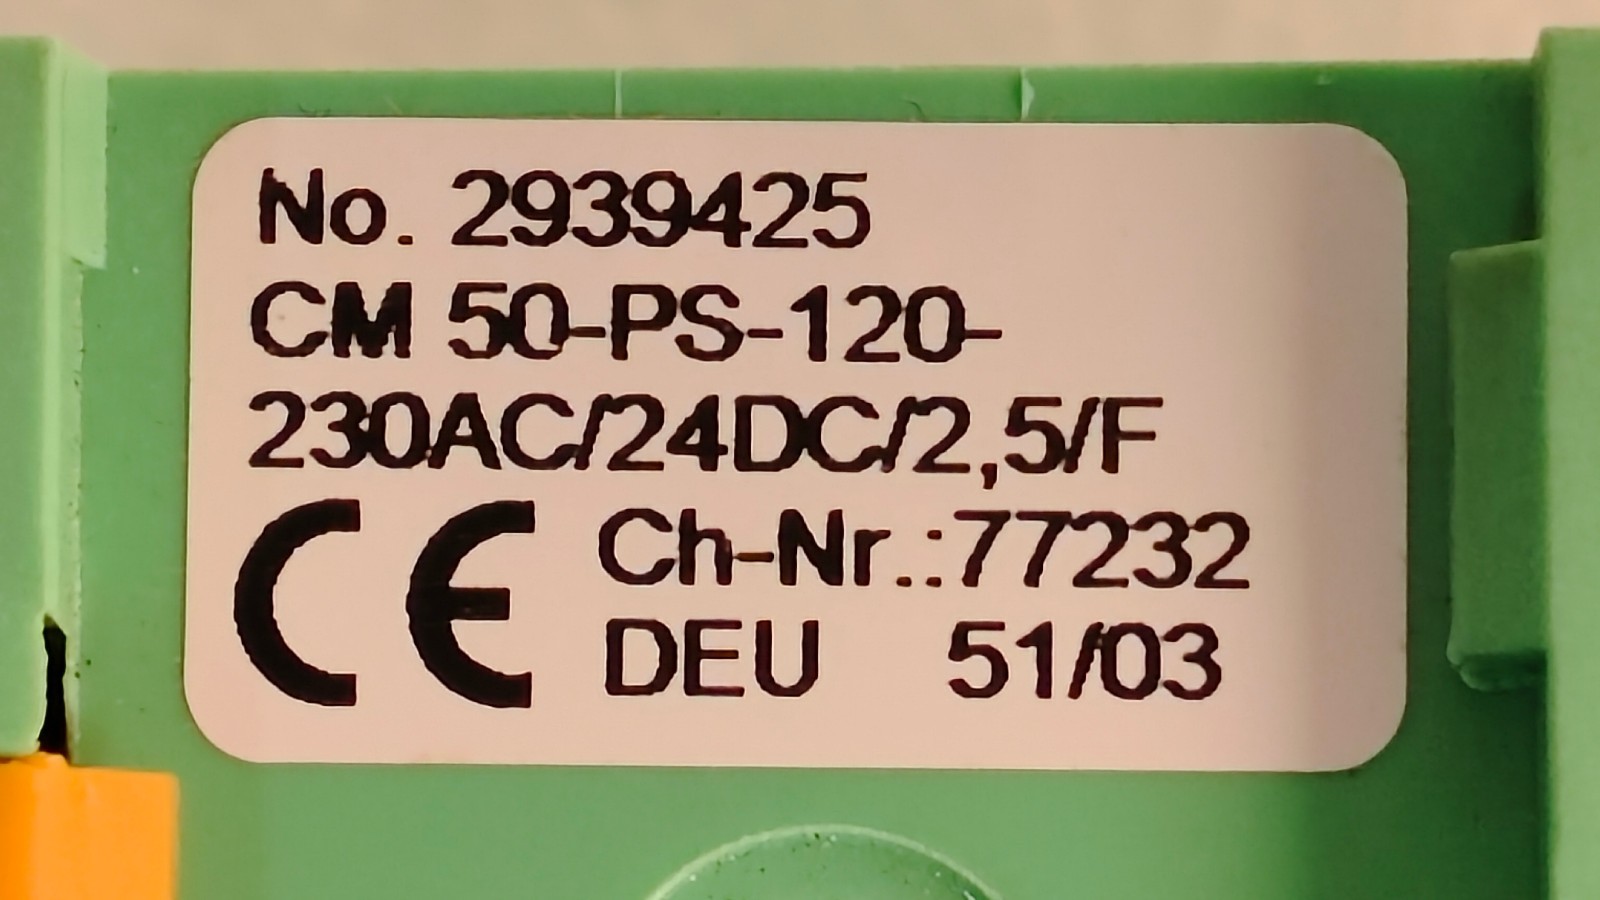 No. 2939425
CM 50-PS-120-
230AC/24DC/2,5/F
CE Ch-Nr.:77232
DEU 51/03